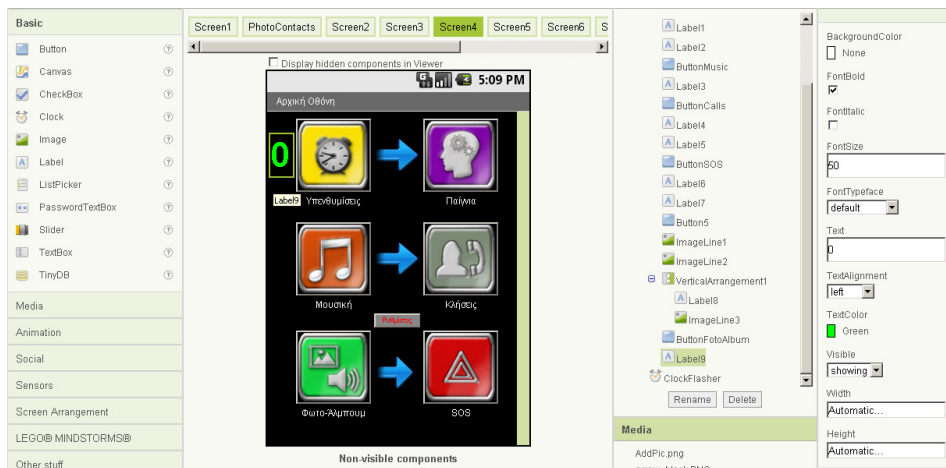 Basic
Button
Canvas
CheckBox
Clock
Image
Label
ListPicker
PasswordTextBox
Slider
TextBox
TinyDB
Media
Animation
Social
Sensors
Screen Arrangement
LEGO® MINDSTORMS®
Other stuff
Screen1 PhotoContacts Screen2 Screen3 Screen4 Screen5 Screen6 S
Display hidden components in Viewer
5:09 PM
Αρχική Οθόνη
0
Label9 Υπενθυμίσεις Παίγνια
Μουσική Κλήσεις
Ρυθμίσεις
Φωτο-Άλμπουμ SOS
Non-visible components
Label1
Label2
ButtonMusic
Label3
ButtonCalls
Label4
Label5
ButtonSOS
Label6
Label7
Button5
ImageLine1
ImageLine2
VerticalArrangement1
Label8
ImageLine3
ButtonFotoAlbum
Label9
ClockFlasher
Rename Delete
Media
AddPic.png
BackgroundColor
None
FontBold
FontItalic
FontSize
50
FontTypeface
default
Text
0
TextAlignment
left
TextColor
Green
Visible
showing
Width
Automatic...
Height
Automatic...